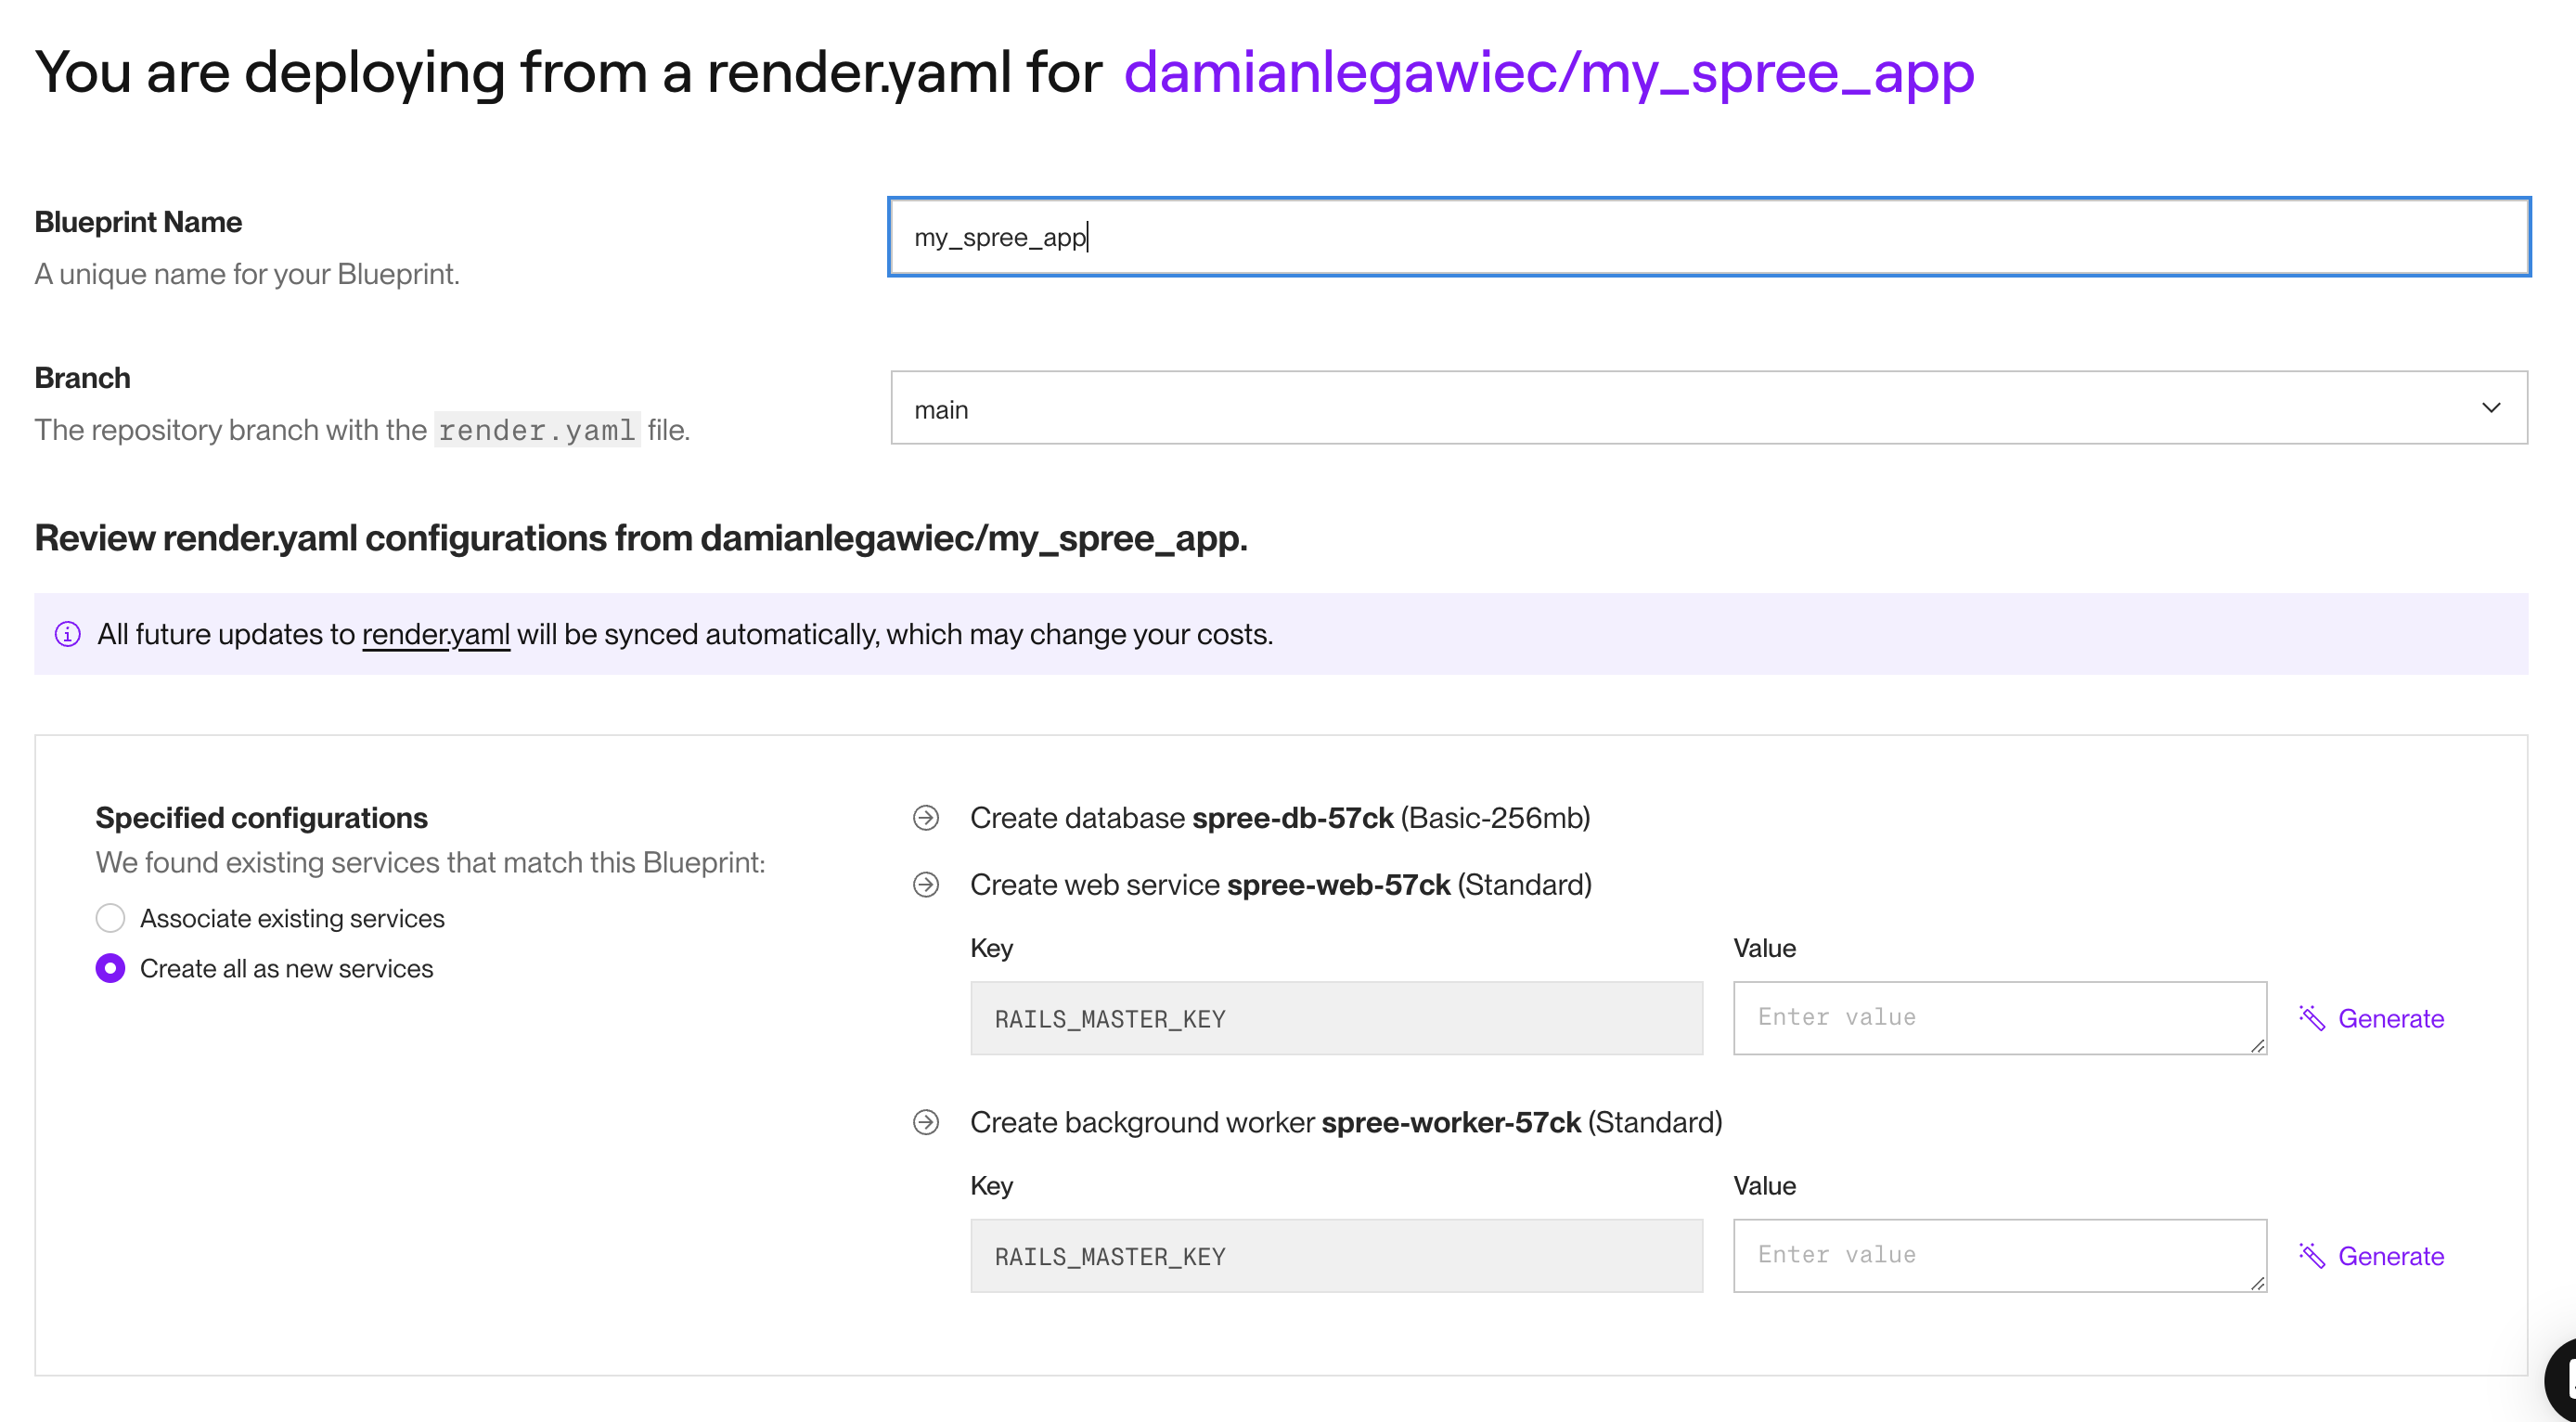 You are deploying from a render.yaml for damianlegawiec/my_spree_app
Blueprint Name
A unique name for your Blueprint.
my_spree_app
Branch
The repository branch with the render.yaml file.
main
Review render.yaml configurations from damianlegawiec/my_spree_app.
All future updates to render.yaml will be synced automatically, which may change your costs.
Specified configurations
We found existing services that match this Blueprint:
Associate existing services
Create all as new services
Create database spree-db-57ck (Basic-256mb)
Create web service spree-web-57ck (Standard)
Key Value
RAILS_MASTER_KEY Enter value Generate
Create background worker spree-worker-57ck (Standard)
Key Value
RAILS_MASTER_KEY Enter value Generate